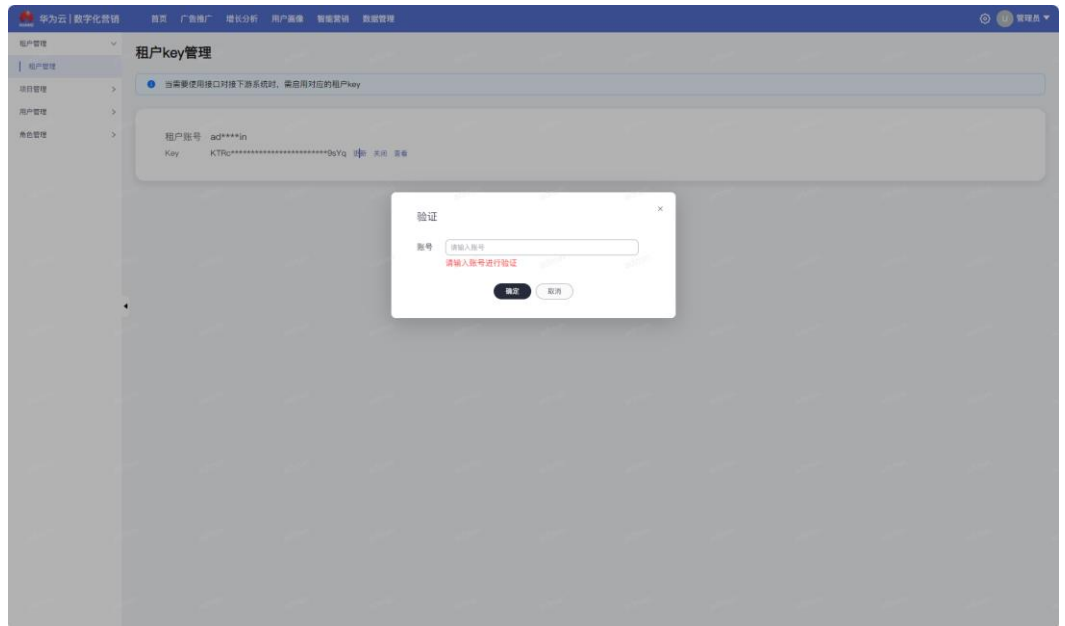 华为云 | 数字化营销 首页 广告推广 增长分析 用户画像 智能营销 数据管理 U 管理员
租户管理
租户管理
项目管理
用户管理
角色管理
租户key管理
当需要使用接口对接下游系统时，需启用对应的租户key
租户账号 ad****in
Key 关闭 查看
验证
账号 请输入账号
请输入账号进行验证
确定 取消